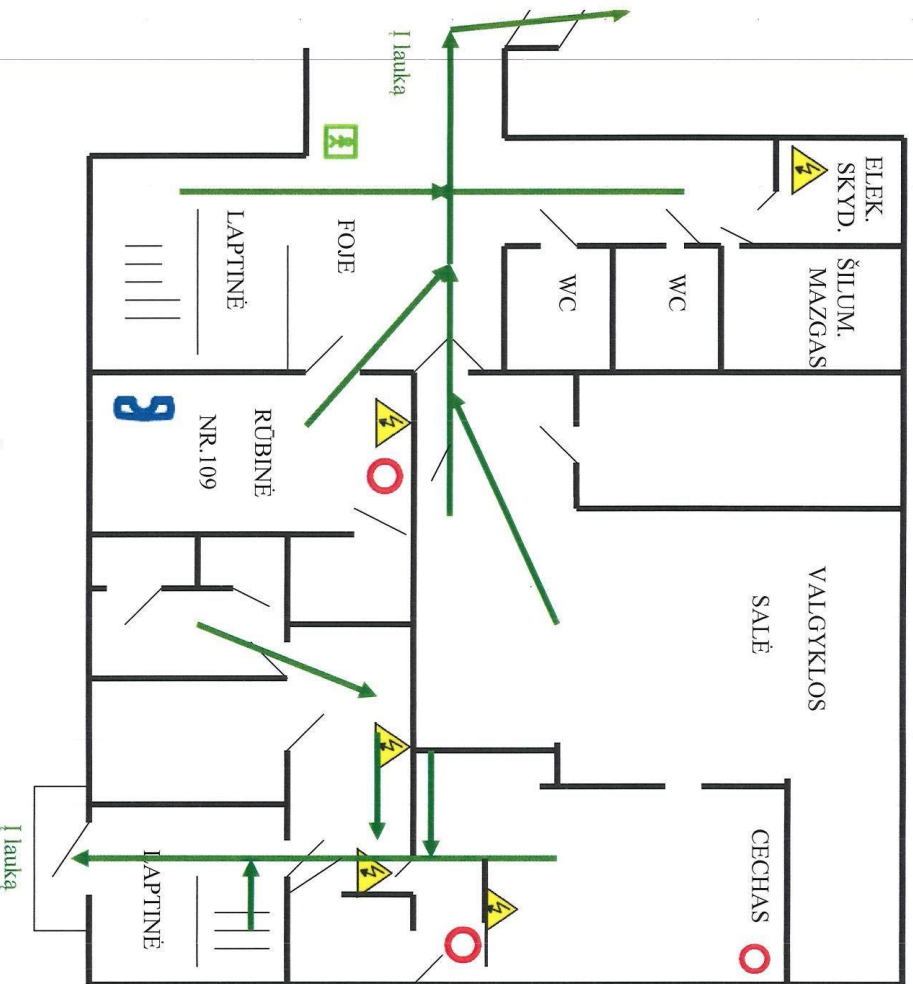 Į lauką
ELEK.
SKYD.
ŠILUM.
MAZGAS
WC
WC
FOJE
LAPTINĖ
RŪBINĖ
NR.109
VALGYKLOS
SALĖ
CECHAS
LAPTINĖ
Į lauką